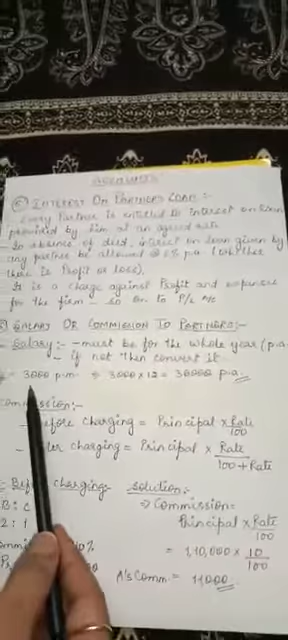 ACCOUNTS
⑤ INTEREST ON PARTNERS LOAN :-
- Every Partner is entitled to Interest on loan
provided by him at an agreed rate
- In absence of deed, interest on loan given by
any partner be allowed @ 6% p.a (whether
there is Profit or loss).
- It is a charge against Profit and expenses
for the firm - so Dr. to P/L A/c
SALARY OR COMMISSION TO PARTNERS:-
- Salary:- - must be for the whole year (p.a.
- if not then convert it
3000 p.m. ⇒ 3000 × 12 = 36000 p.a.
Commission:-
- Before charging = Principal × Rate/100
- charging = Principal × Rate/100 + Rate
Before charging- Solution:-
⇒ Commission=
Principal × Rate/100
= 1,10,000 × 10/100
A's Comm. = 11000